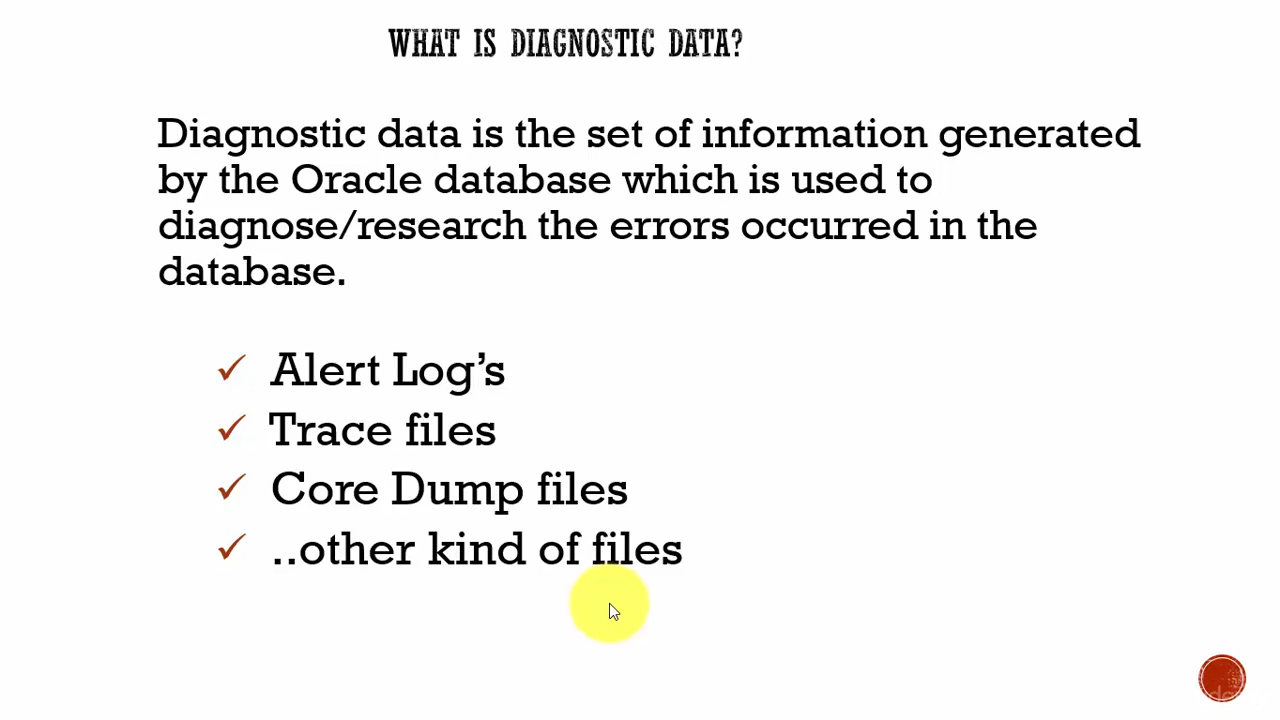 WHAT IS DIAGNOSTIC DATA?
Diagnostic data is the set of information generated
by the Oracle database which is used to
diagnose/research the errors occurred in the
database.
✓ Alert Log’s
✓ Trace files
✓ Core Dump files
✓ ..other kind of files